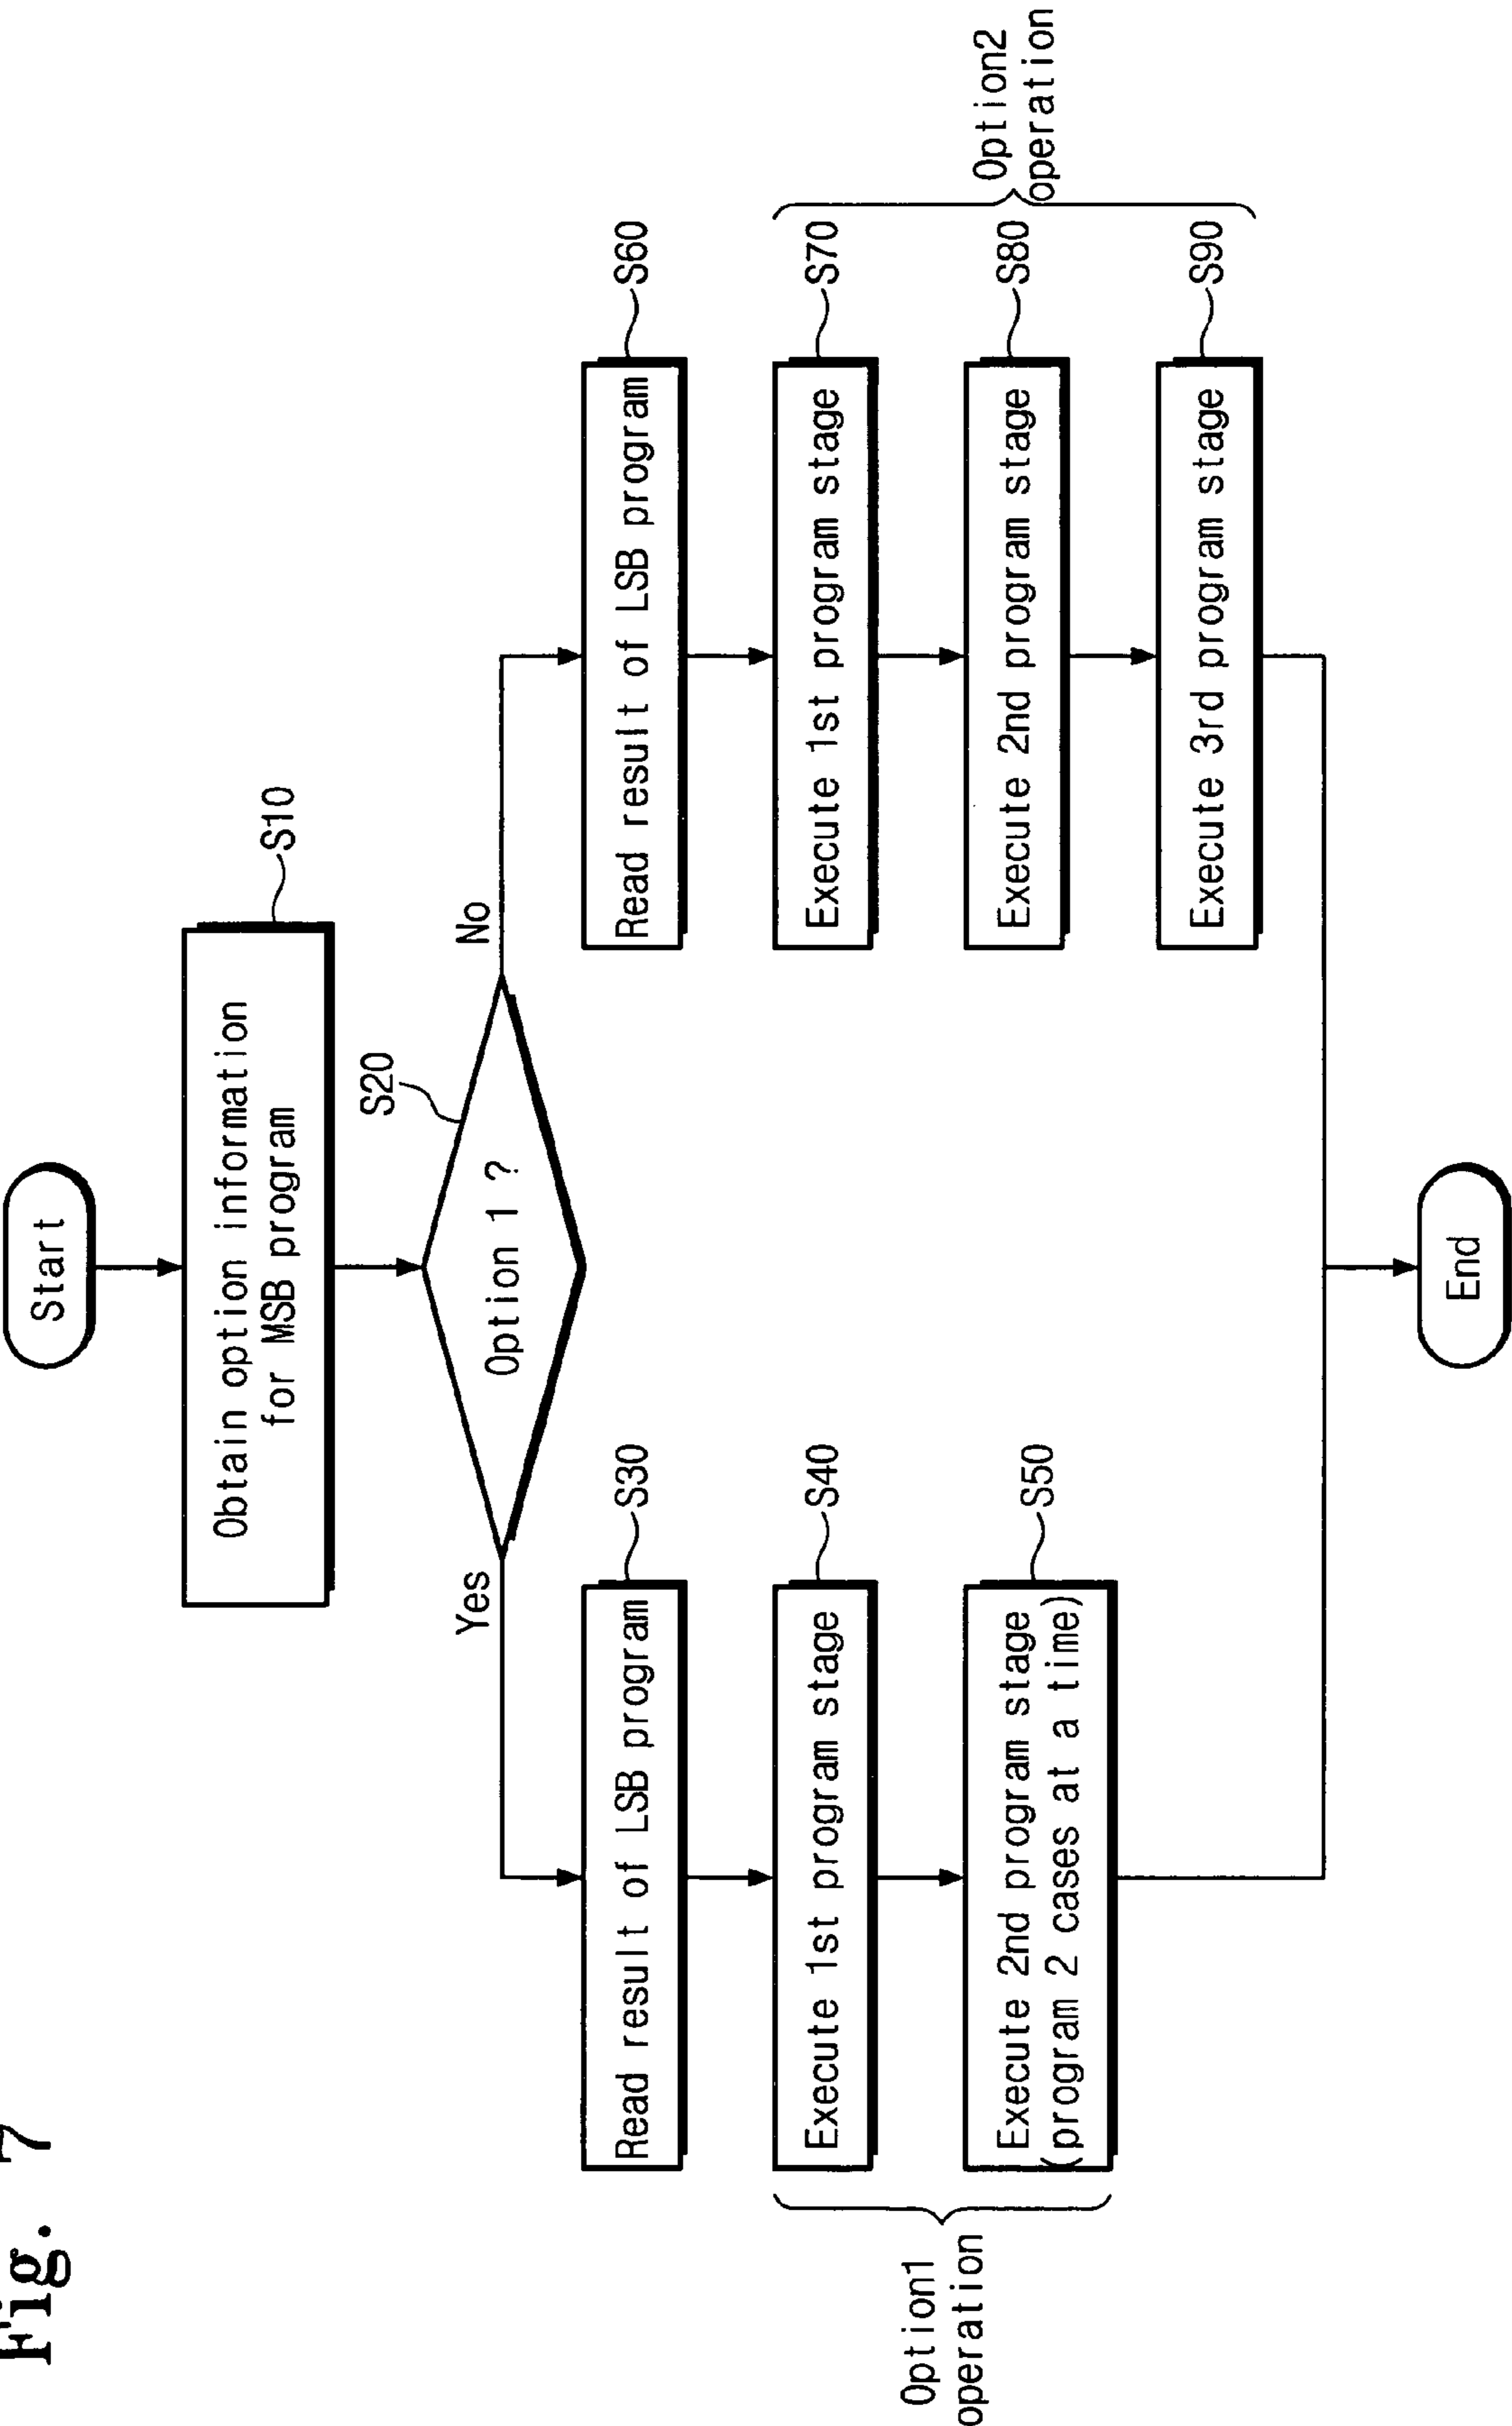 Fig. 7
Start
Obtain option information
for MSB program
S10
S20
Option 1 ?
Yes
No
Read result of LSB program
S30
Execute 1st program stage
S40
Execute 2nd program stage
(program 2 cases at a time)
S50
Option1
operation
Read result of LSB program
S60
Execute 1st program stage
S70
Execute 2nd program stage
S80
Execute 3rd program stage
S90
Option2
operation
End